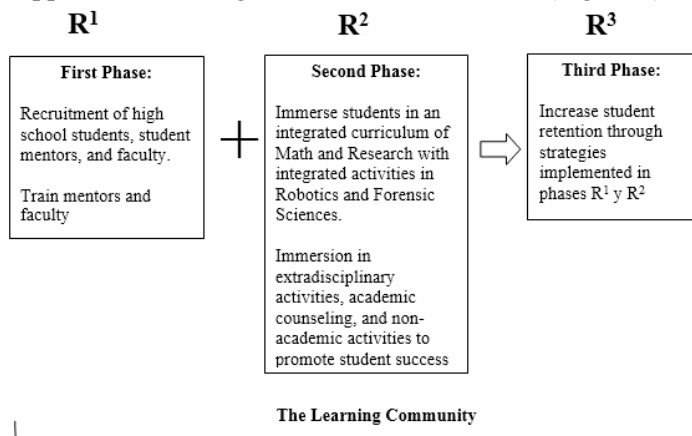 R¹ R² R³
First Phase:
Recruitment of high
school students, student
mentors, and faculty.
Train mentors and
faculty
+
Second Phase:
Immerse students in an
integrated curriculum of
Math and Research with
integrated activities in
Robotics and Forensic
Sciences.
Immersion in
extradisciplinary
activities, academic
counseling, and non-
academic activities to
promote student success
Third Phase:
Increase student
retention through
strategies
implemented in
phases R¹ y R²
The Learning Community